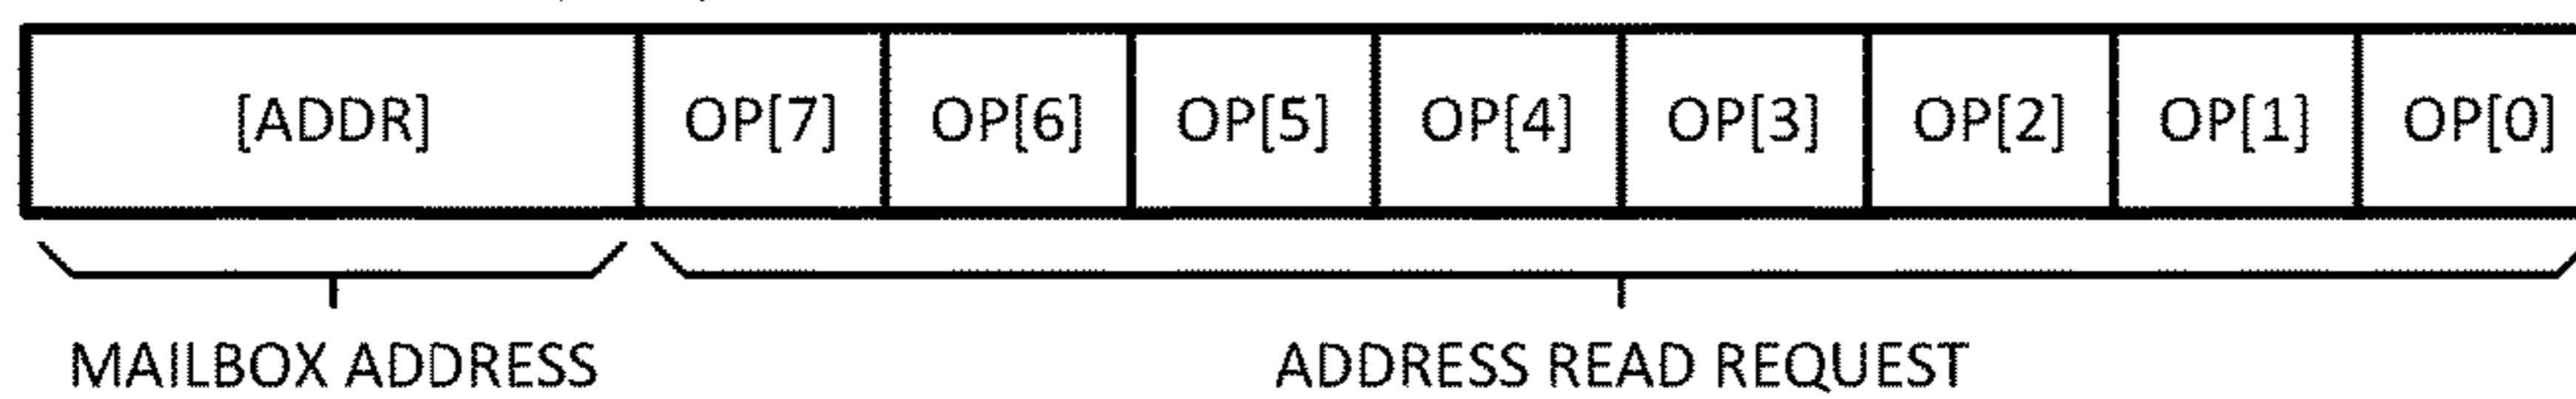 [ADDR] OP[7] OP[6] OP[5] OP[4] OP[3] OP[2] OP[1] OP[0]
MAILBOX ADDRESS ADDRESS READ REQUEST